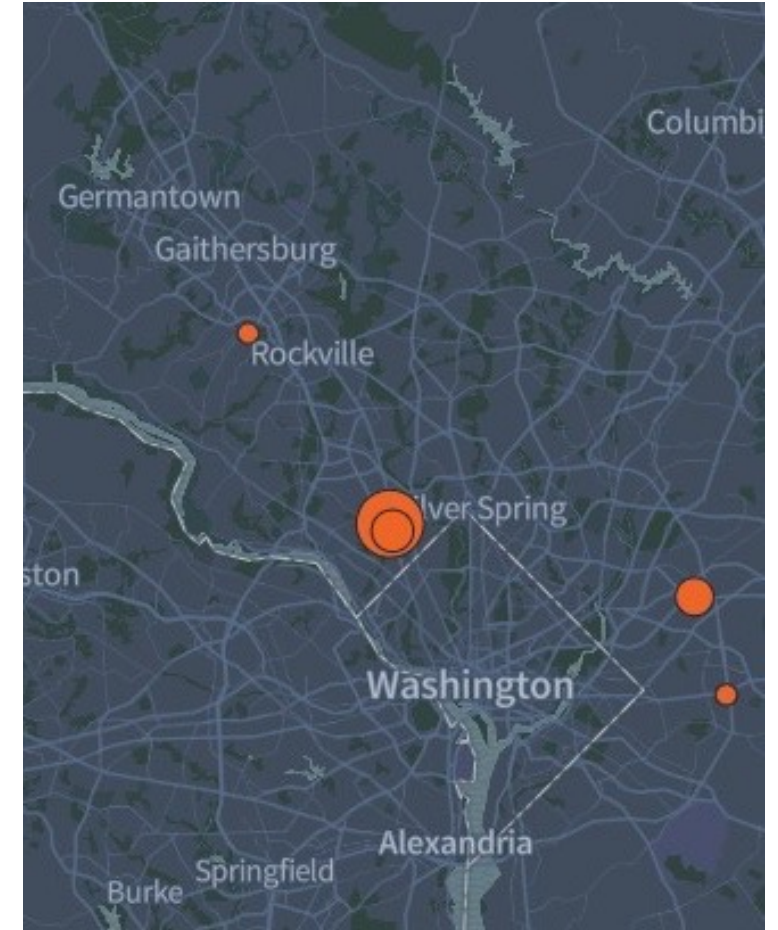 Columbi
Germantown
Gaithersburg
Rockville
ilver Spring
ston
Washington
Alexandria
Springfield
Burke